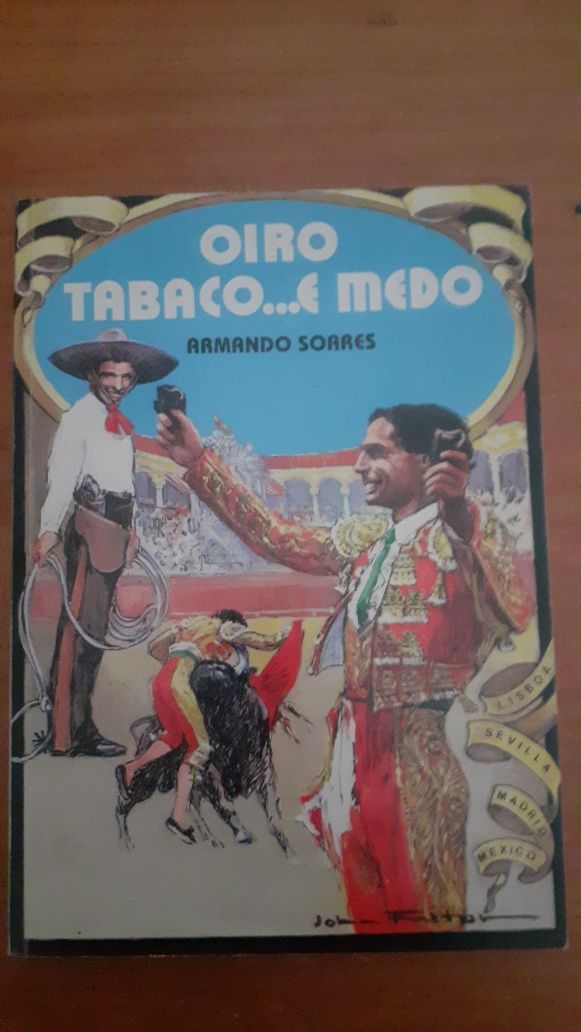 OIRO
TABACO...E MEDO
ARMANDO SOARES
LISBOA
SEVILLA
MADRID
MEXICO